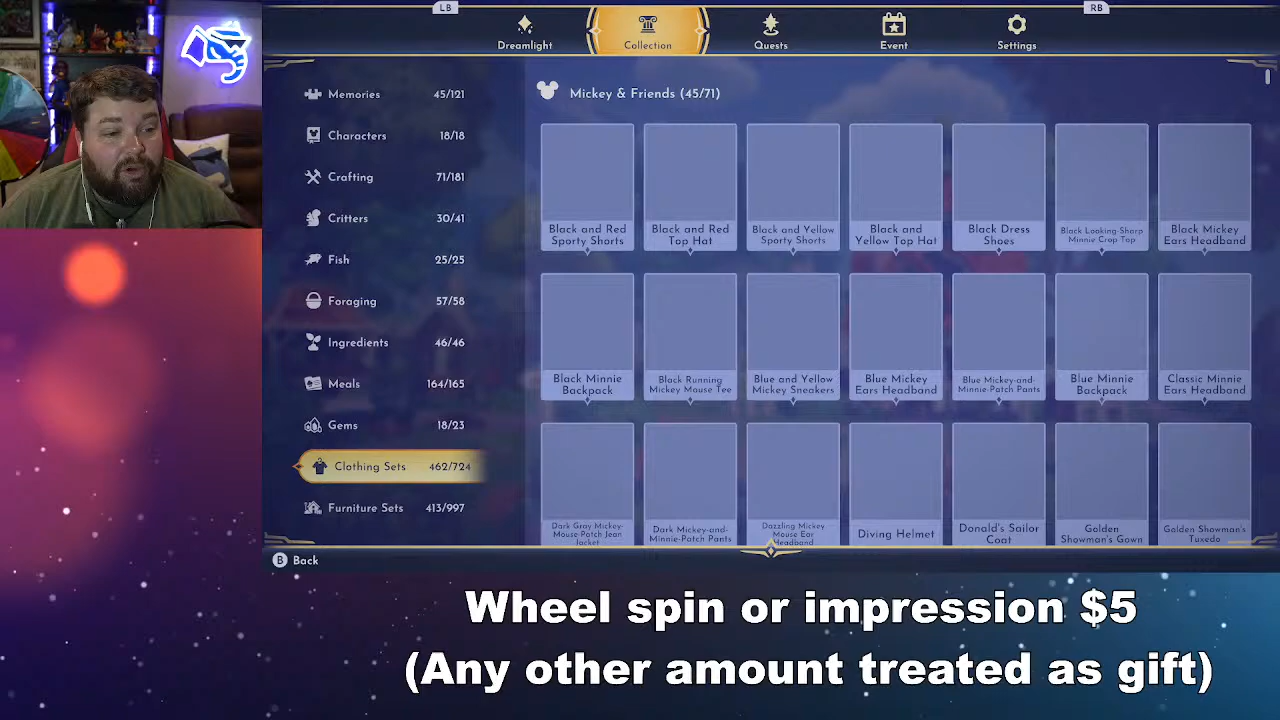 LB
RB
Dreamlight
Collection
Quests
Event
Settings
Memories 45/121
Characters 18/18
Crafting 71/181
Critters 30/41
Fish 25/25
Foraging 57/58
Ingredients 46/46
Meals 164/165
Gems 18/23
Clothing Sets 462/724
Furniture Sets 413/997
Mickey & Friends (45/71)
Black and Red
Sporty Shorts
Black and Red
Top Hat
Black and Yellow
Sporty Shorts
Black and
Yellow Top Hat
Black Dress
Shoes
Black Looking-Sharp
Minnie Crop Top
Black Mickey
Ears Headband
Black Minnie
Backpack
Black Running
Mickey Mouse Tee
Blue and Yellow
Mickey Sneakers
Blue Mickey
Ears Headband
Blue Mickey-and-
Minnie-Patch Pants
Blue Minnie
Backpack
Classic Minnie
Ears Headband
Dark Gray Mickey-
Mouse-Patch Jean
Jacket
Dark Mickey-and-
Minnie-Patch Pants
Dazzling Mickey
Mouse Ear
Headband
Diving Helmet
Donald's Sailor
Coat
Golden
Showman's Gown
Golden Showman's
Tuxedo
B Back
Wheel spin or impression $5
(Any other amount treated as gift)